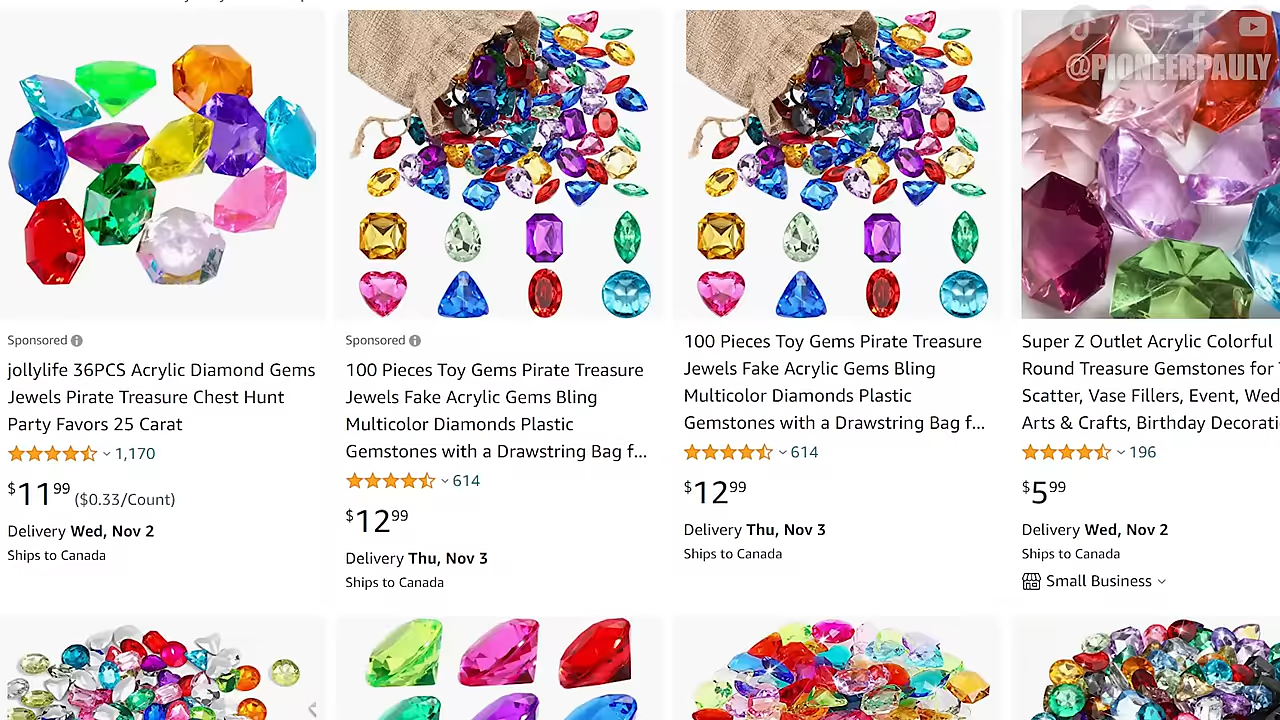 @PIONEERPAULY
Sponsored
jollylife 36PCS Acrylic Diamond Gems
Jewels Pirate Treasure Chest Hunt
Party Favors 25 Carat
1,170
$11.99 ($0.33/Count)
Delivery Wed, Nov 2
Ships to Canada
Sponsored
100 Pieces Toy Gems Pirate Treasure
Jewels Fake Acrylic Gems Bling
Multicolor Diamonds Plastic
Gemstones with a Drawstring Bag f...
614
$12.99
Delivery Thu, Nov 3
Ships to Canada
100 Pieces Toy Gems Pirate Treasure
Jewels Fake Acrylic Gems Bling
Multicolor Diamonds Plastic
Gemstones with a Drawstring Bag f...
614
$12.99
Delivery Thu, Nov 3
Ships to Canada
Super Z Outlet Acrylic Colorful
Round Treasure Gemstones for
Scatter, Vase Fillers, Event, Wed
Arts & Crafts, Birthday Decorati
196
$5.99
Delivery Wed, Nov 2
Ships to Canada
Small Business